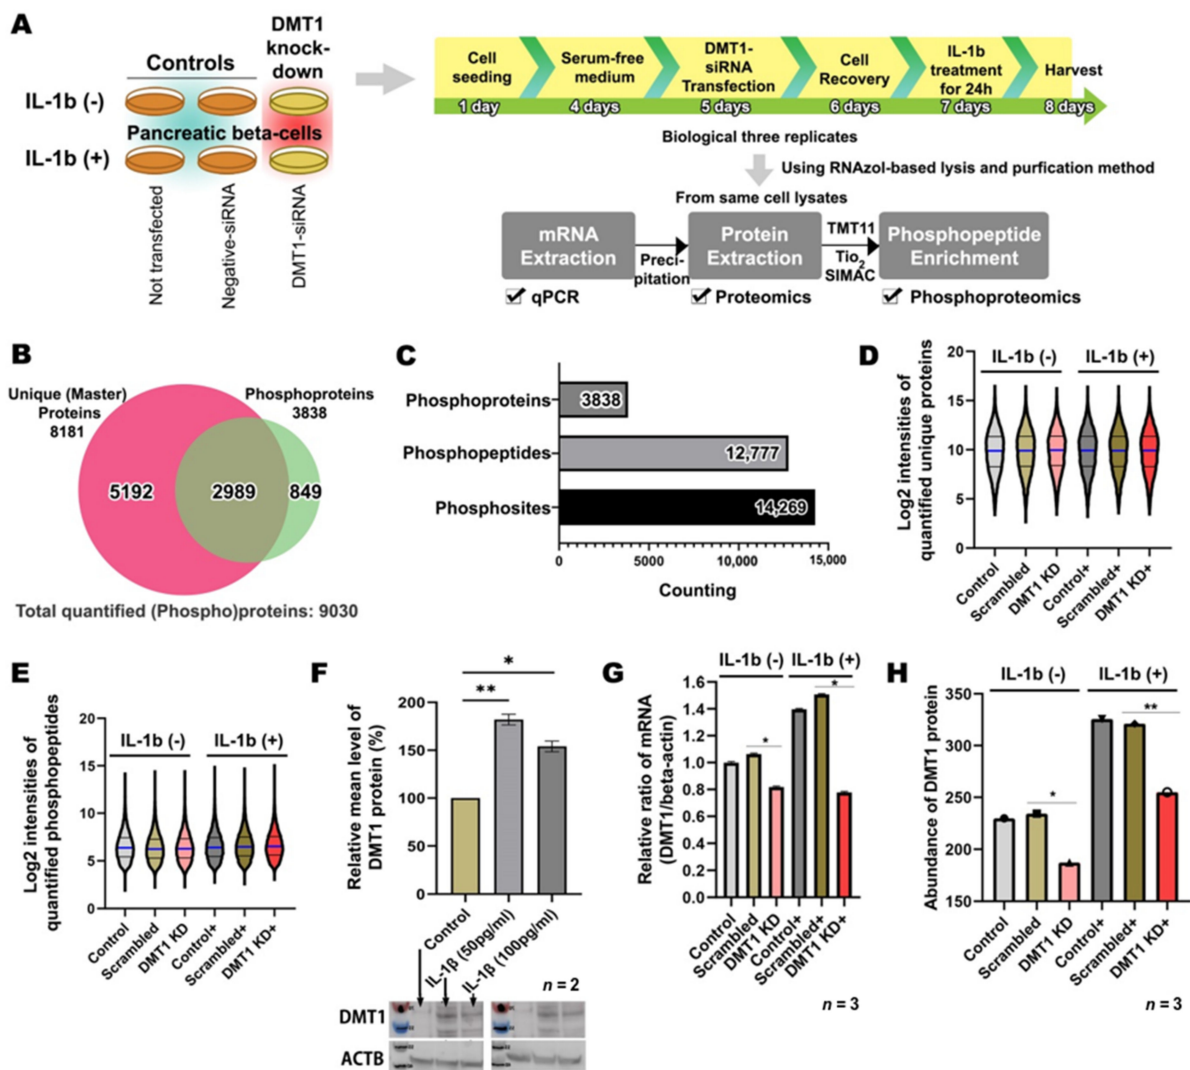 A
Controls
DMT1
knock-
down
IL-1b (-)
Pancreatic beta-cells
IL-1b (+)
Not transfected
Negative-siRNA
DMT1-siRNA
Cell
seeding
Serum-free
medium
DMT1-
siRNA
Transfection
Cell
Recovery
IL-1b
treatment
for 24h
Harvest
1 day
4 days
5 days
6 days
7 days
8 days
Biological three replicates
Using RNAzol-based lysis and purfication method
From same cell lysates
mRNA
Extraction
Preci-
pitation
Protein
Extraction
TMT11
Tio2
SIMAC
Phosphopeptide
Enrichment
qPCR
Proteomics
Phosphoproteomics
B
Unique (Master)
Proteins
8181
Phosphoproteins
3838
5192
2989
849
Total quantified (Phospho)proteins: 9030
C
Phosphoproteins
3838
Phosphopeptides
12,777
Phosphosites
14,269
0
5000
10,000
15,000
Counting
D
Log2 intensities of
quantified unique proteins
20
15
10
5
0
IL-1b (-)
IL-1b (+)
Control
Scrambled
DMT1 KD
Control+
Scrambled+
DMT1 KD+
E
Log2 intensities of
quantified phosphopeptides
20
15
10
5
0
IL-1b (-)
IL-1b (+)
Control
Scrambled
DMT1 KD
Control+
Scrambled+
DMT1 KD+
F
Relative mean level of
DMT1 protein (%)
200
150
100
50
0
*
**
Control
IL-1β (50pg/ml)
IL-1β (100pg/ml)
n = 2
DMT1
ACTB
G
Relative ratio of mRNA
(DMT1/beta-actin)
1.6
1.4
1.2
1.0
0.8
0.6
0.4
0.2
0.0
IL-1b (-)
IL-1b (+)
*
*
Control
Scrambled
DMT1 KD
Control+
Scrambled+
DMT1 KD+
n = 3
H
Abundance of DMT1 protein
350
310
270
230
190
150
IL-1b (-)
IL-1b (+)
*
**
Control
Scrambled
DMT1 KD
Control+
Scrambled+
DMT1 KD+
n = 3